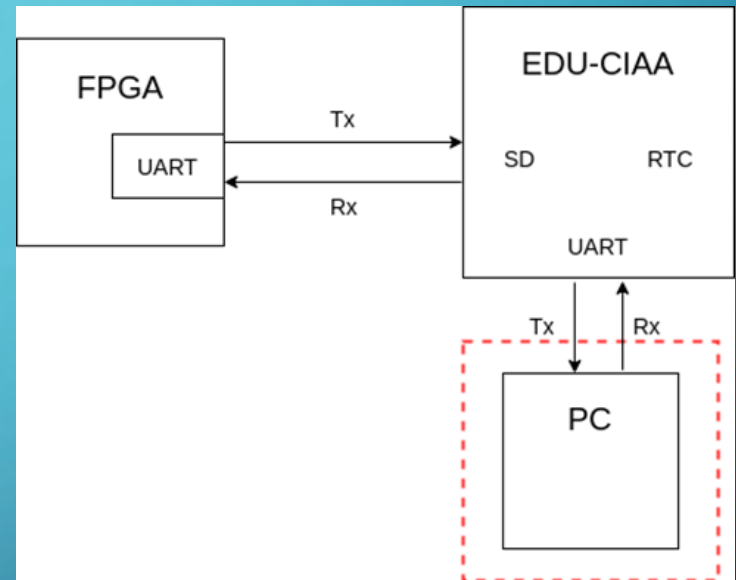 FPGA
UART
Tx
Rx
EDU-CIAA
SD
RTC
UART
Tx
Rx
PC